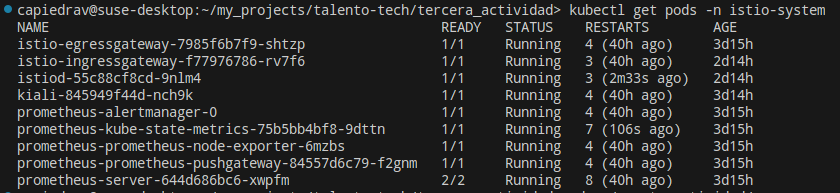 capiedrav@suse-desktop:~/my_projects/talento-tech/tercera_actividad> kubectl get pods -n istio-system
NAME READY STATUS RESTARTS AGE
istio-egressgateway-7985f6b7f9-shtzp 1/1 Running 4 (40h ago) 3d15h
istio-ingressgateway-f77976786-rv7f6 1/1 Running 3 (40h ago) 2d14h
istiod-55c88cf8cd-9nlm4 1/1 Running 3 (2m33s ago) 2d14h
kiali-845949f44d-nch9k 1/1 Running 4 (40h ago) 3d15h
prometheus-alertmanager-0 1/1 Running 4 (40h ago) 3d15h
prometheus-kube-state-metrics-75b5bb4bf8-9dttn 1/1 Running 7 (106s ago) 3d15h
prometheus-prometheus-node-exporter-6mzbs 1/1 Running 4 (40h ago) 3d15h
prometheus-prometheus-pushgateway-84557d6c79-f2gnm 1/1 Running 4 (40h ago) 3d15h
prometheus-server-644d686bc6-xwpfm 2/2 Running 8 (40h ago) 3d15h